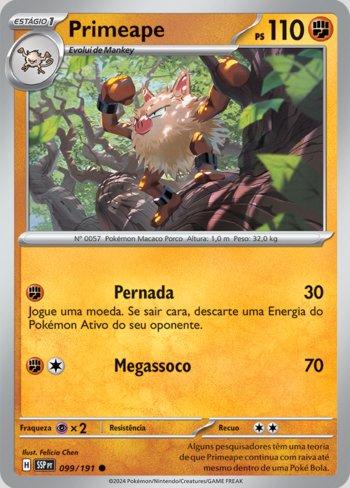 ESTÁGIO 1
Primeape
PS 110
Evolui de Mankey
Nº 0057 Pokémon Macaco Porco Altura: 1,0 m Peso: 32,0 kg
Pernada 30
Jogue uma moeda. Se sair cara, descarte uma Energia do
Pokémon Ativo do seu oponente.
Megassoco 70
Fraqueza ×2 Resistência Recuo
Ilust. Felicia Chen
H SSP PT 099/191
Alguns pesquisadores têm uma teoria
de que Primeape continua com raiva até
mesmo dentro de uma Poké Bola.
©2024 Pokémon/Nintendo/Creatures/GAME FREAK